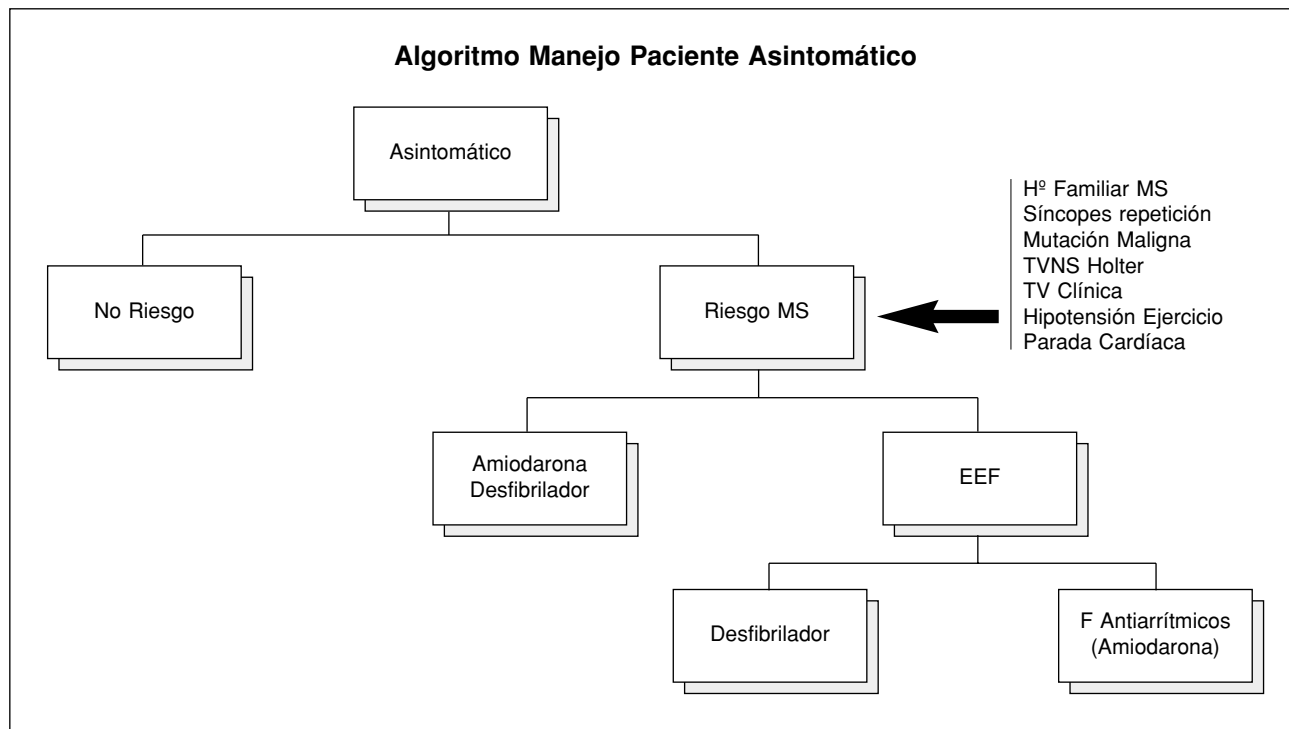 Algoritmo Manejo Paciente Asintomático
Asintomático
Hº Familiar MS
Síncopes repetición
Mutación Maligna
TVNS Holter
TV Clínica
Hipotensión Ejercicio
Parada Cardíaca
No Riesgo
Riesgo MS
Amiodarona
Desfibrilador
EEF
Desfibrilador
F Antiarrítmicos
(Amiodarona)